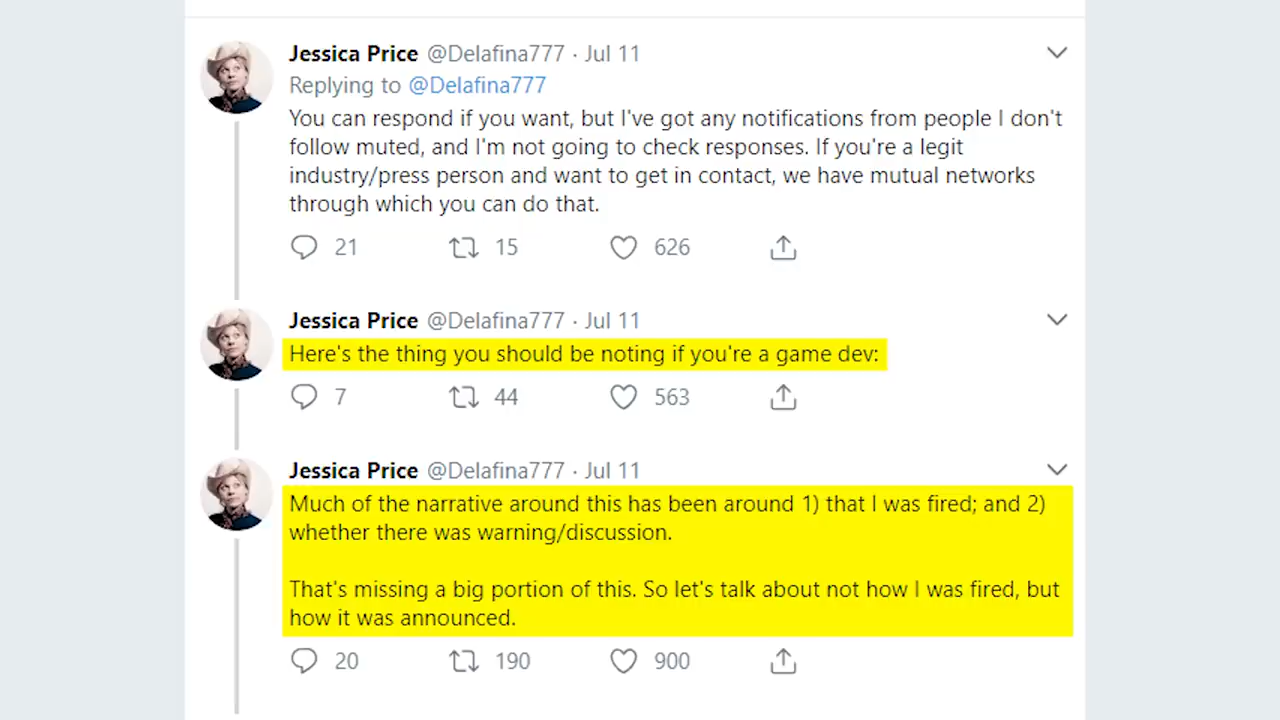 Jessica Price @Delafina777 · Jul 11
Replying to @Delafina777
You can respond if you want, but I've got any notifications from people I don't
follow muted, and I'm not going to check responses. If you're a legit
industry/press person and want to get in contact, we have mutual networks
through which you can do that.
21 15 626
Jessica Price @Delafina777 · Jul 11
Here's the thing you should be noting if you're a game dev:
7 44 563
Jessica Price @Delafina777 · Jul 11
Much of the narrative around this has been around 1) that I was fired; and 2)
whether there was warning/discussion.
That's missing a big portion of this. So let's talk about not how I was fired, but
how it was announced.
20 190 900